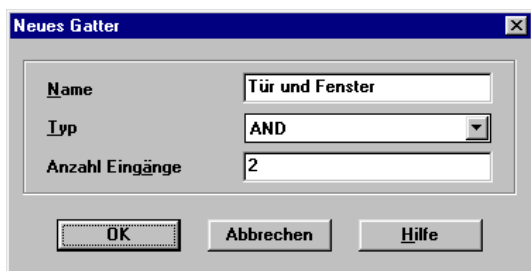 Neues Gatter
Name Tür und Fenster
Typ AND
Anzahl Eingänge 2
OK Abbrechen Hilfe